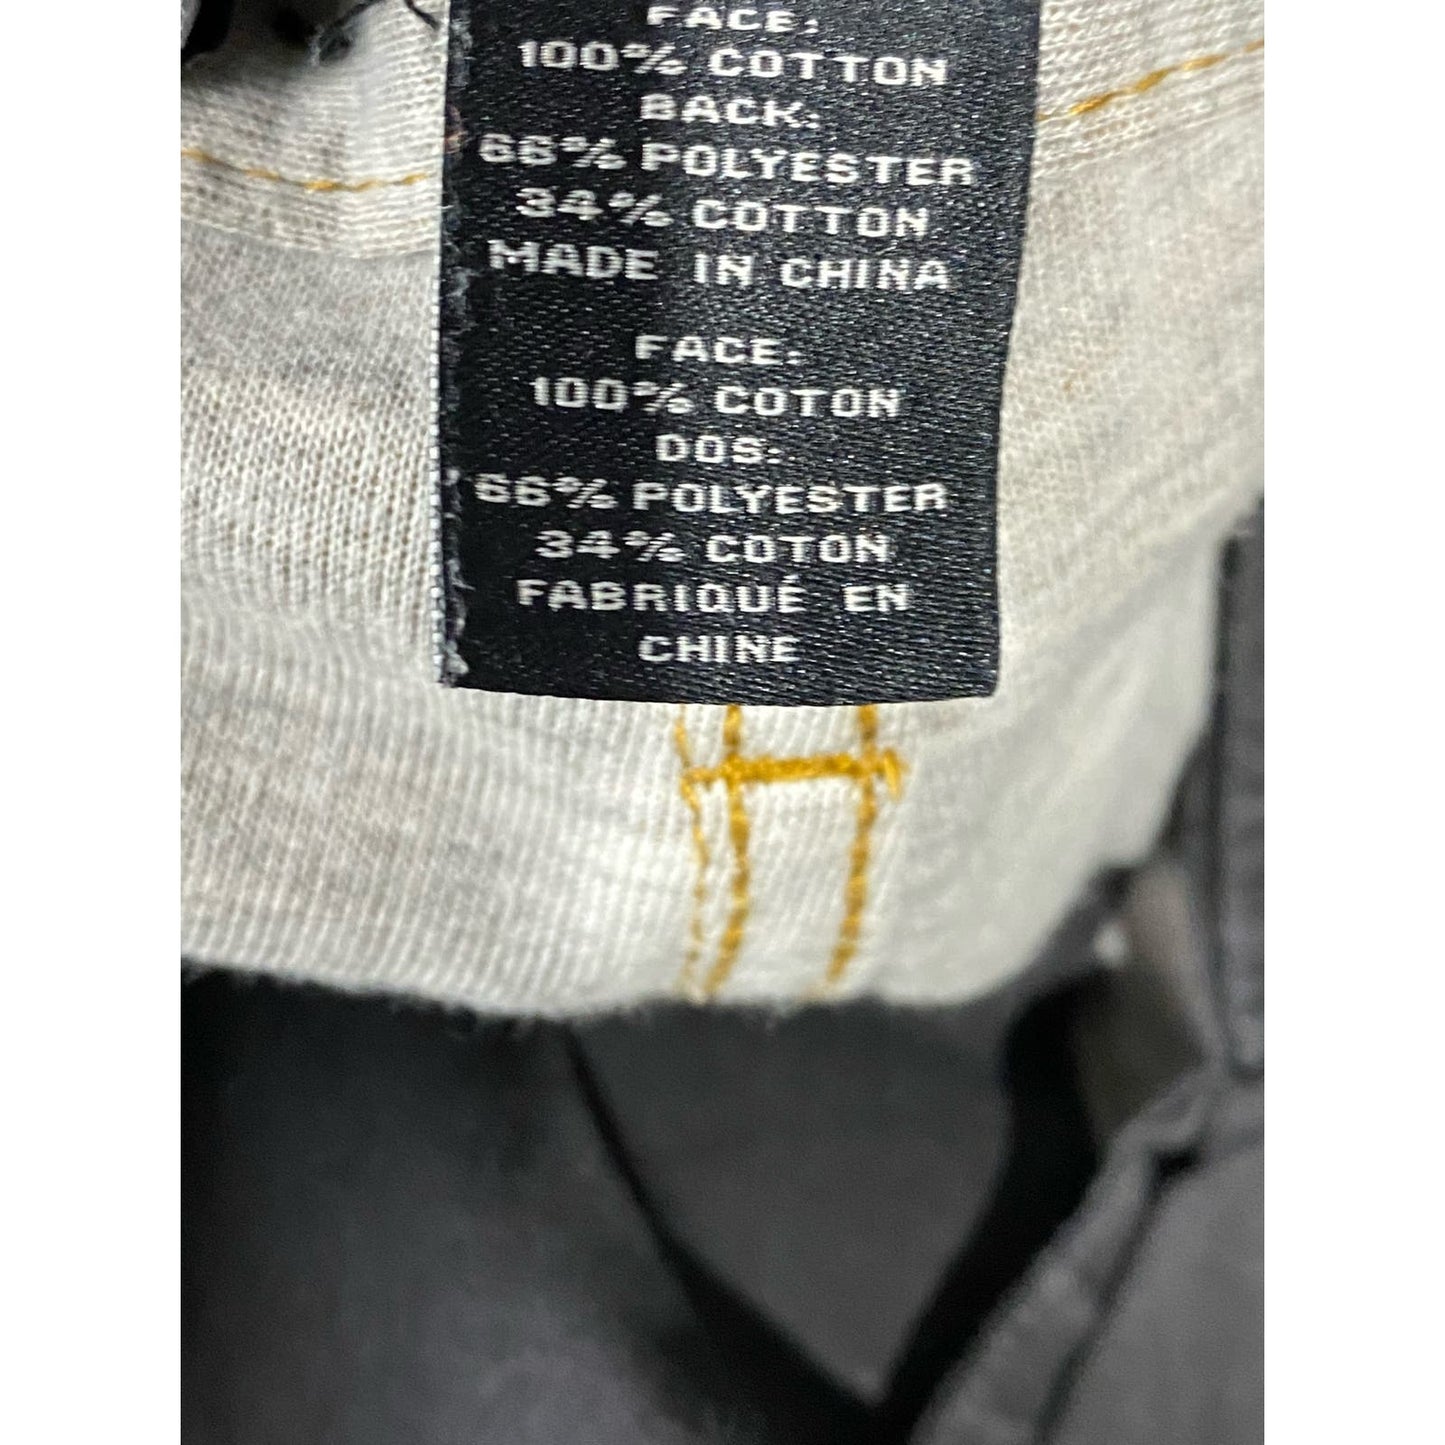 FACE:
100% COTTON
BACK:
66% POLYESTER
34% COTTON
MADE IN CHINA
FACE:
100% COTON
DOS:
66% POLYESTER
34% COTON
FABRIQUÉ EN
CHINE